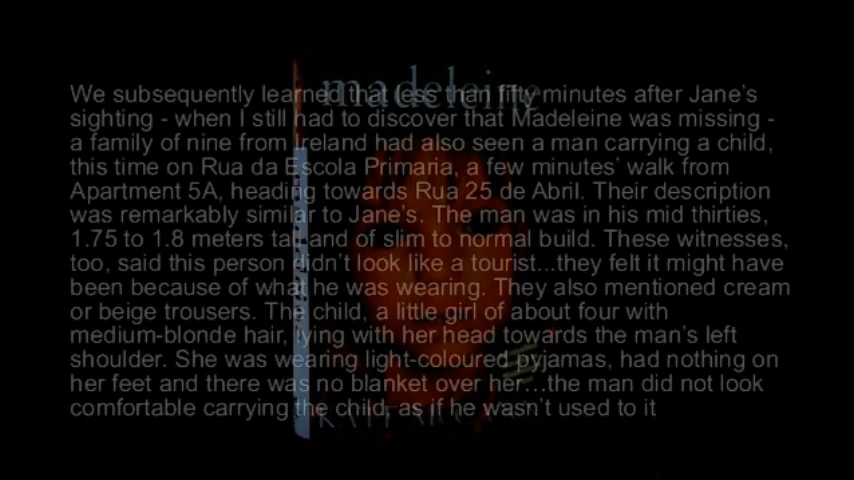 madeleine
We subsequently learned that less than fifty minutes after Jane's
sighting - when I still had to discover that Madeleine was missing -
a family of nine from Ireland had also seen a man carrying a child,
this time on Rua da Escola Primaria, a few minutes' walk from
Apartment 5A, heading towards Rua 25 de Abril. Their description
was remarkably similar to Jane's. The man was in his mid thirties,
1.75 to 1.8 meters tall and of slim to normal build. These witnesses,
too, said this person didn't look like a tourist...they felt it might have
been because of what he was wearing. They also mentioned cream
or beige trousers. The child, a little girl of about four with
medium-blonde hair, lying with her head towards the man's left
shoulder. She was wearing light-coloured pyjamas, had nothing on
her feet and there was no blanket over her...the man did not look
comfortable carrying the child, as if he wasn't used to it
KATE